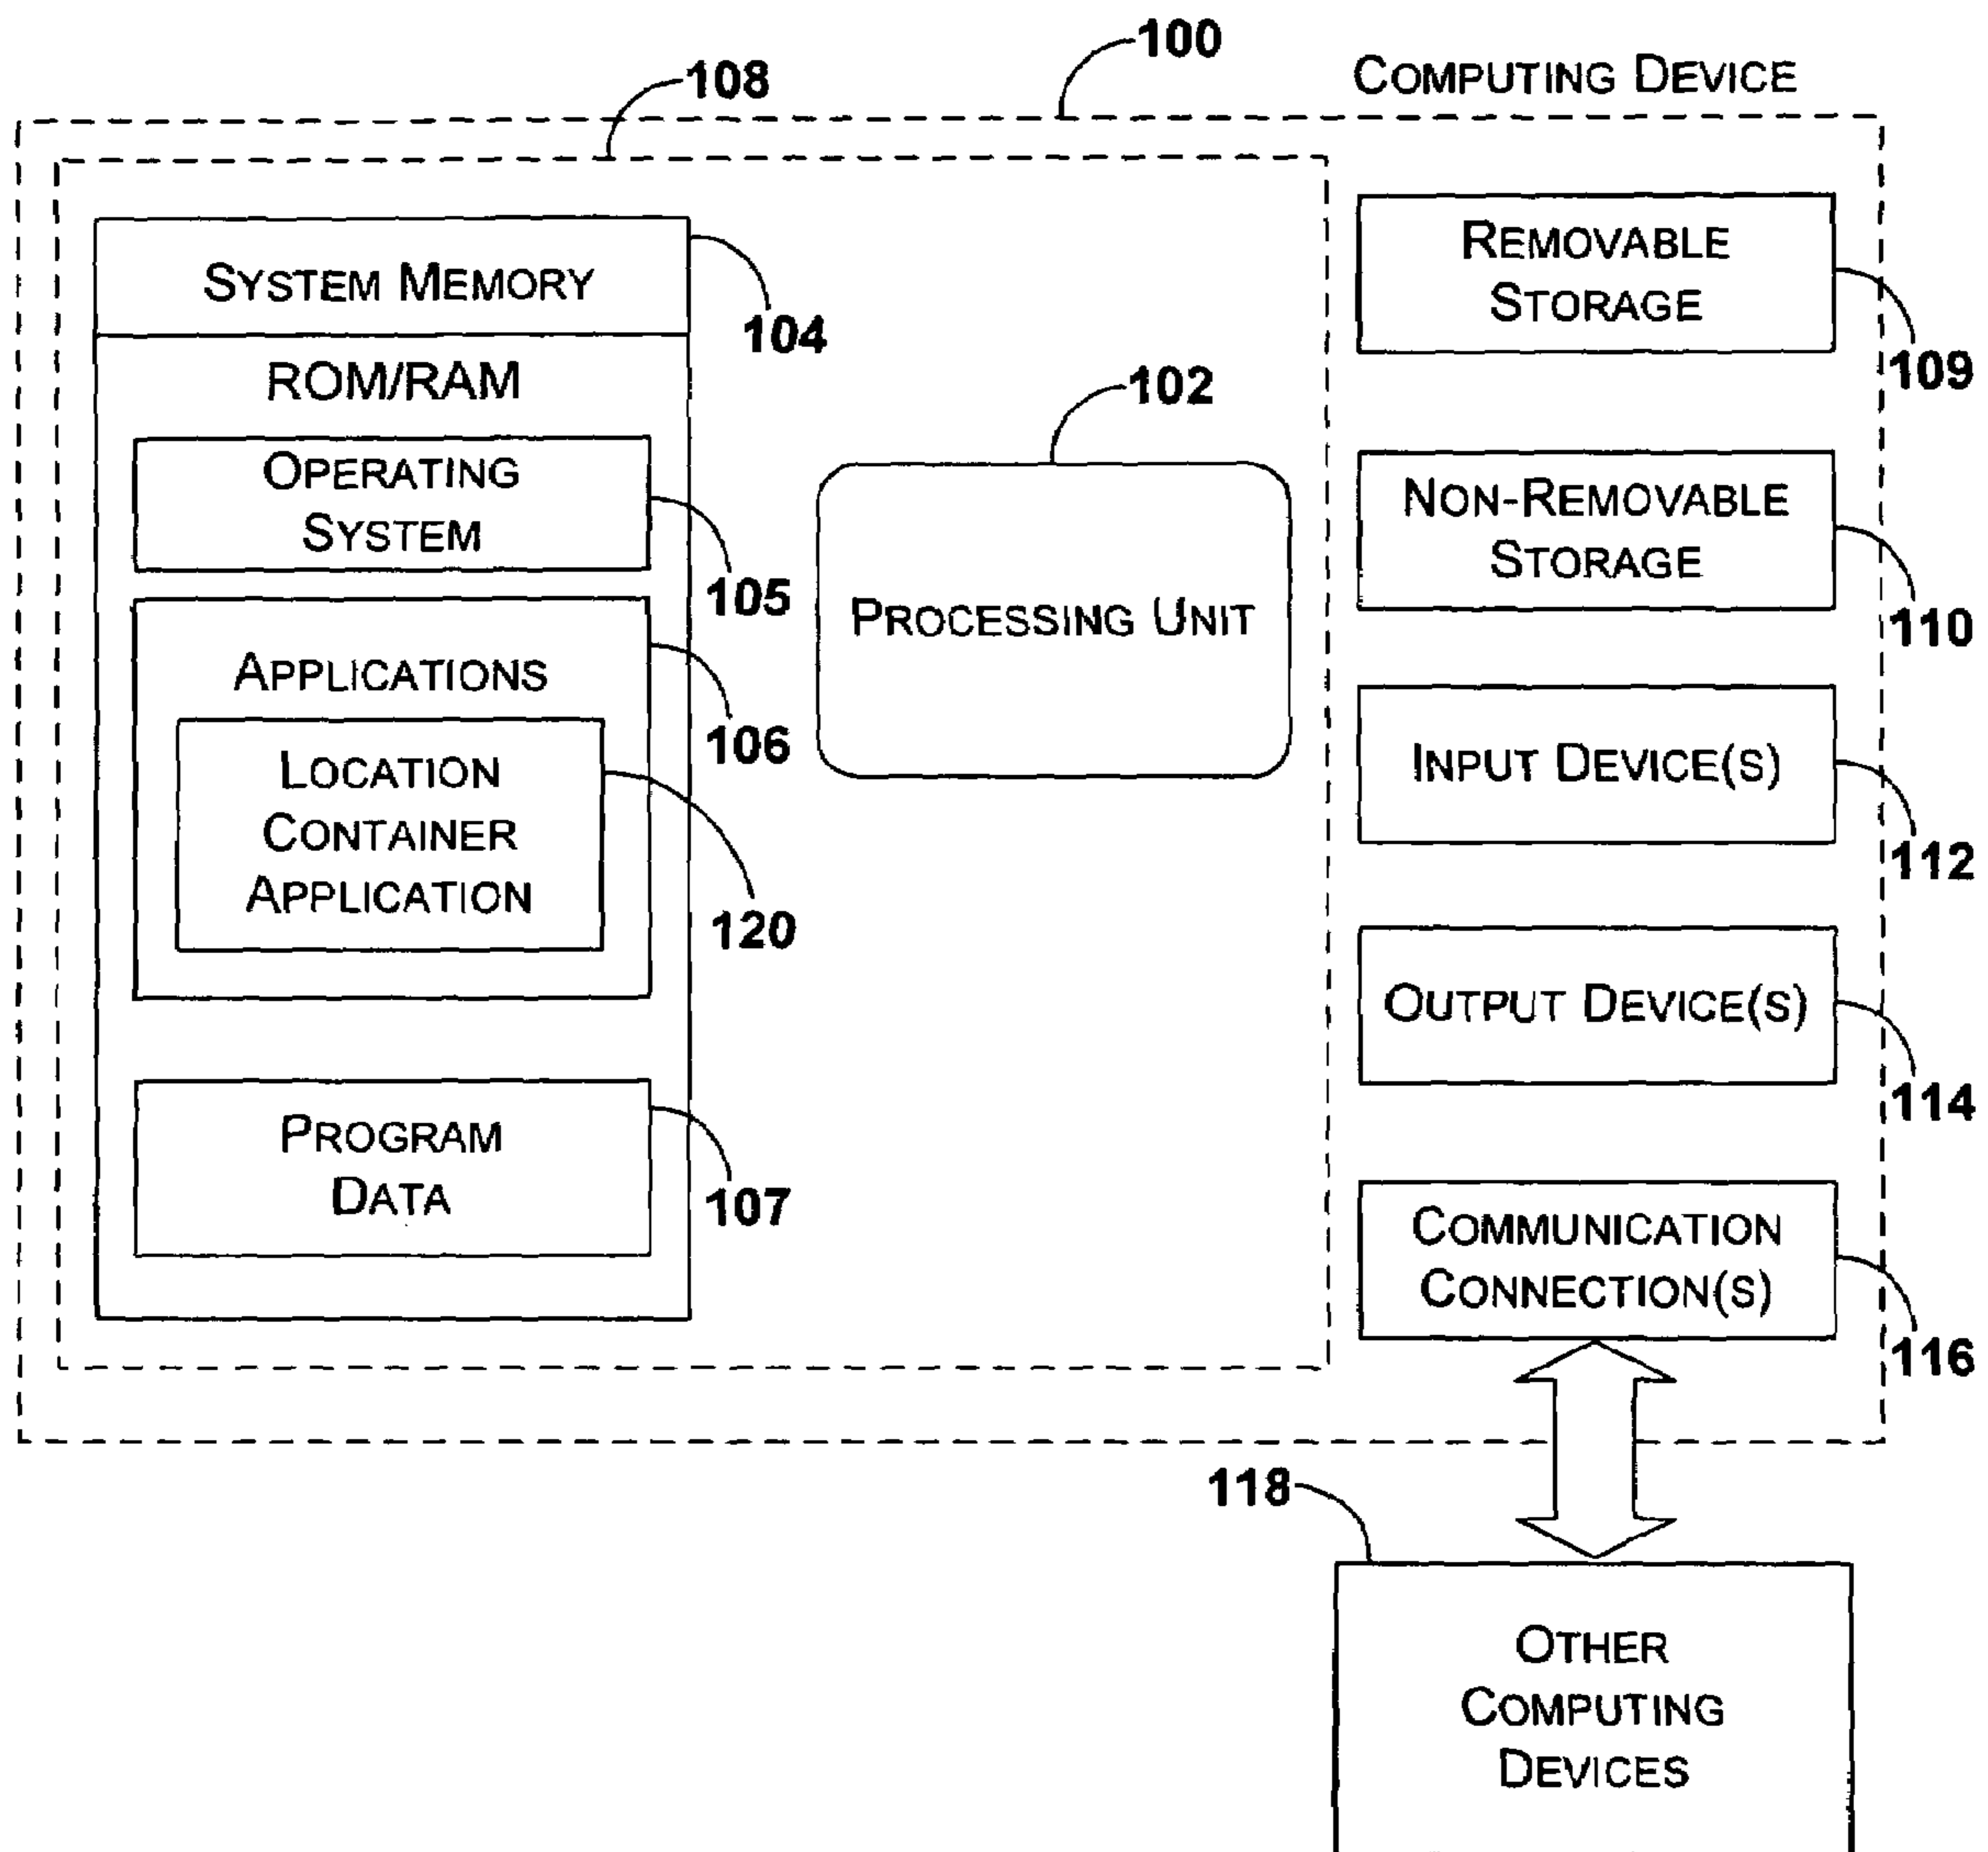 100
COMPUTING DEVICE
108
SYSTEM MEMORY
104
ROM/RAM
OPERATING
SYSTEM
105
APPLICATIONS
106
LOCATION
CONTAINER
APPLICATION
120
PROGRAM
DATA
107
102
PROCESSING UNIT
REMOVABLE
STORAGE
109
NON-REMOVABLE
STORAGE
110
INPUT DEVICE(S)
112
OUTPUT DEVICE(S)
114
COMMUNICATION
CONNECTION(S)
116
118
OTHER
COMPUTING
DEVICES